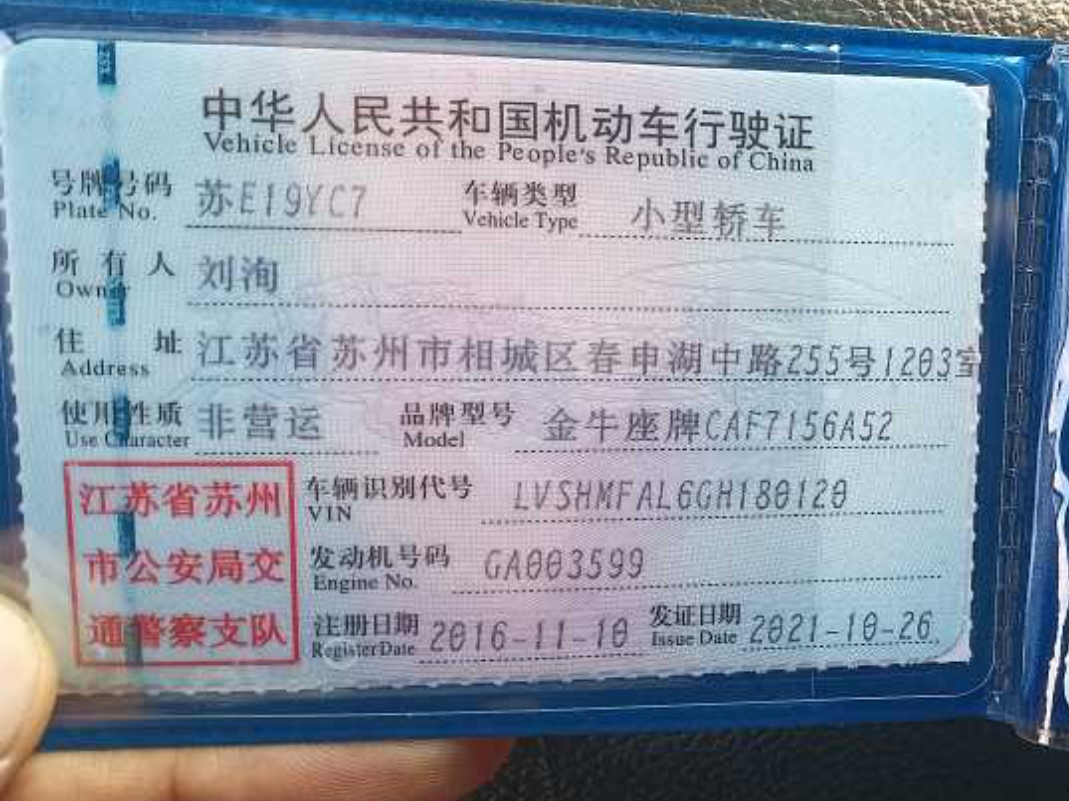 中华人民共和国机动车行驶证
Vehicle License of the People's Republic of China
号牌号码 苏E19YC7 车辆类型 小型轿车
Plate No. Vehicle Type
所有人 刘洵
Owner
住址 江苏省苏州市相城区春申湖中路255号1203室
Address
使用性质 非营运 品牌型号 金牛座牌CAF7156A52
Use Character Model
江苏省苏州
市公安局交
通警察支队
车辆识别代号 LVSHMFAL6GH180120
VIN
发动机号码 GA003599
Engine No.
注册日期 2016-11-10 发证日期 2021-10-26
Register Date Issue Date